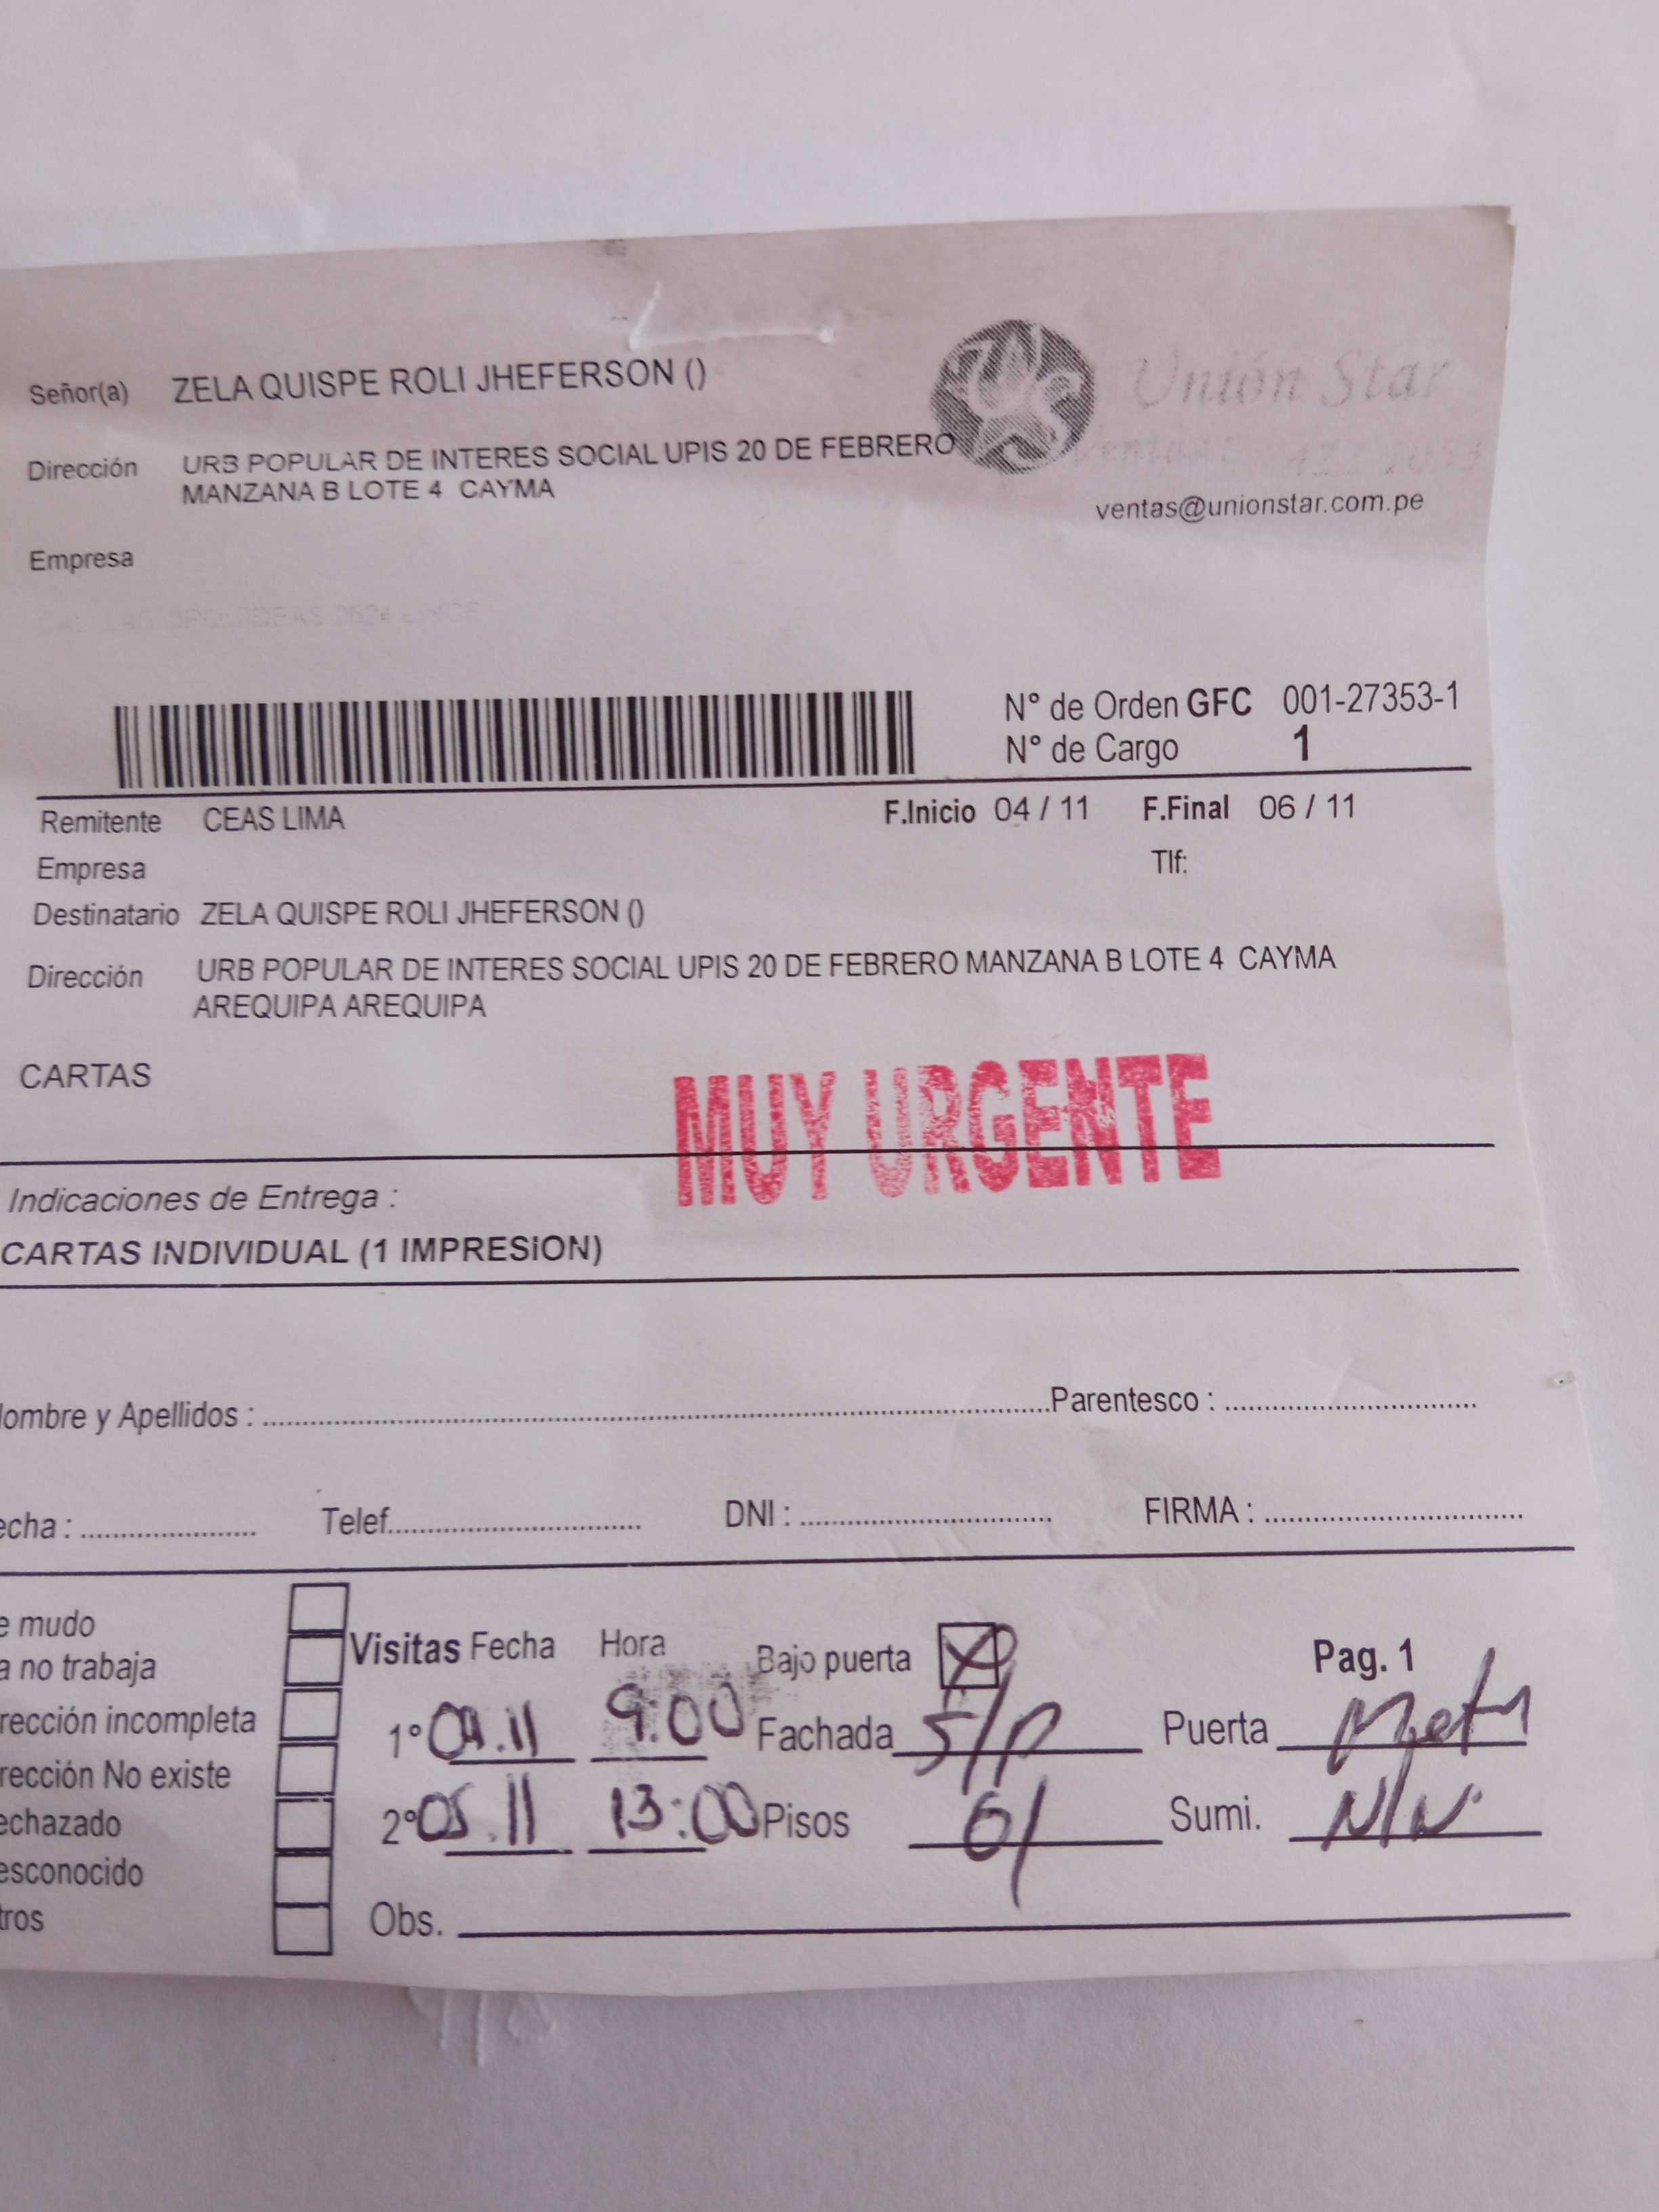 Señor(a) ZELA QUISPE ROLI JHEFERSON ()
Unión Star
Dirección URB POPULAR DE INTERES SOCIAL UPIS 20 DE FEBRERO
MANZANA B LOTE 4 CAYMA
ventas@unionstar.com.pe
Empresa
N° de Orden GFC 001-27353-1
N° de Cargo 1
Remitente CEAS LIMA F.Inicio 04 / 11 F.Final 06 / 11
Empresa Tlf:
Destinatario ZELA QUISPE ROLI JHEFERSON ()
Dirección URB POPULAR DE INTERES SOCIAL UPIS 20 DE FEBRERO MANZANA B LOTE 4 CAYMA
AREQUIPA AREQUIPA
CARTAS
MUY URGENTE
Indicaciones de Entrega :
CARTAS INDIVIDUAL (1 IMPRESION)
ombre y Apellidos : Parentesco :
echa : Telef. DNI : FIRMA :
e mudo
a no trabaja
rección incompleta
rección No existe
echazado
esconocido
tros
Visitas Fecha Hora Bajo puerta Pag. 1
1° 04.11 9:00 Fachada S/P Puerta
2° 05.11 13:00 Pisos 01 Sumi. N/N
Obs.